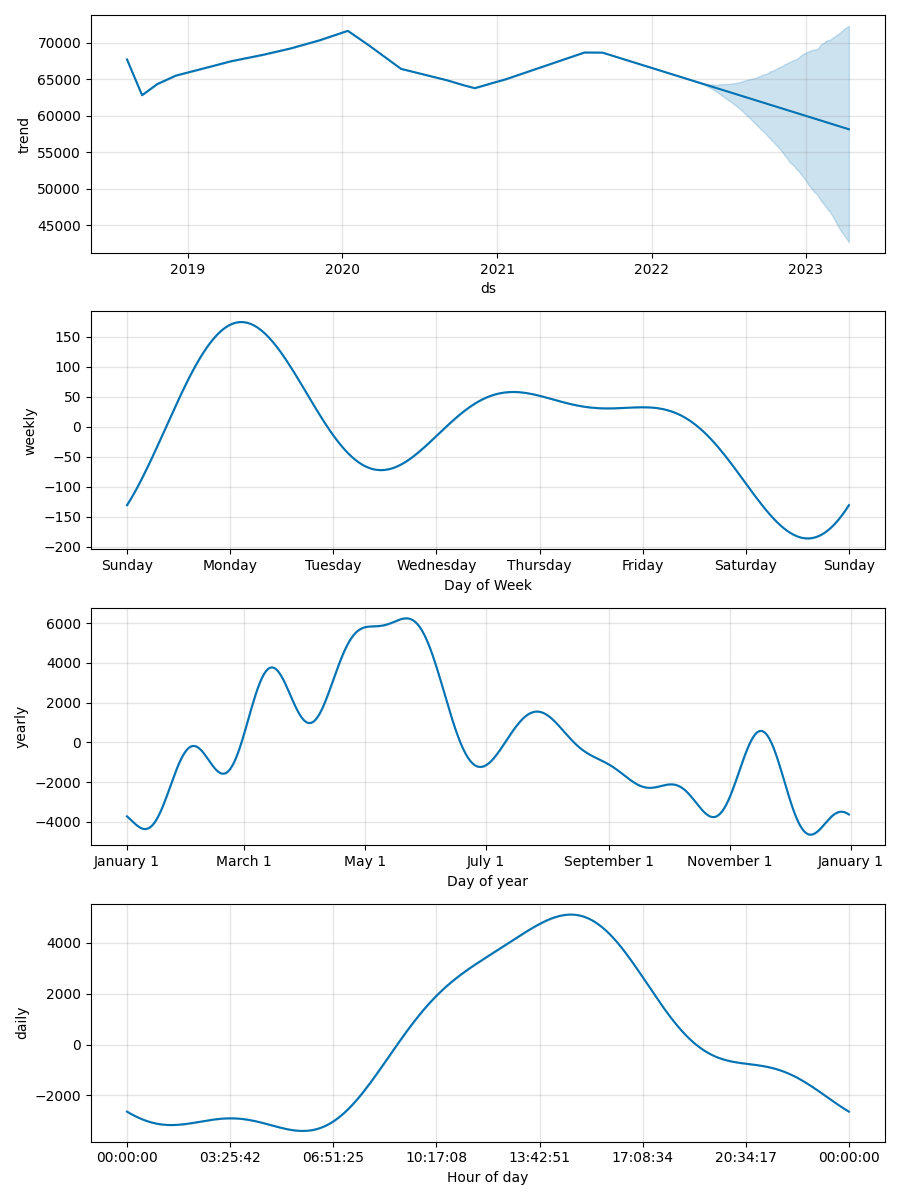 70000
65000
60000
55000
50000
45000
trend
2019 2020 2021 2022 2023
ds
150
100
50
0
−50
−100
−150
−200
weekly
Sunday Monday Tuesday Wednesday Thursday Friday Saturday Sunday
Day of Week
6000
4000
2000
0
−2000
−4000
yearly
January 1 March 1 May 1 July 1 September 1 November 1 January 1
Day of year
4000
2000
0
−2000
daily
00:00:00 03:25:42 06:51:25 10:17:08 13:42:51 17:08:34 20:34:17 00:00:00
Hour of day